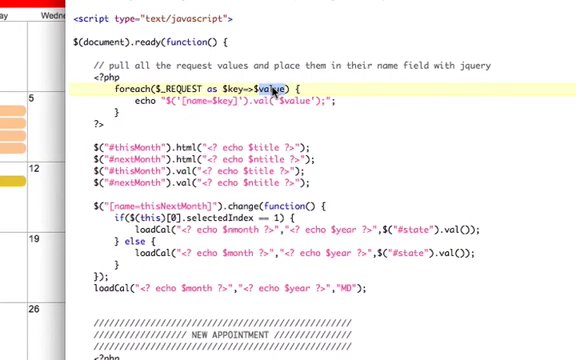 ay
Wedne
5
12
19
26
<script type="text/javascript">
$(document).ready(function() {
// pull all the request values and place them in their name field with jquery
<?php
foreach($_REQUEST as $key=>$value) {
echo "$('[name=$key]').val('$value');";
}
?>
$("#thisMonth").html("<? echo $title ?>");
$("#nextMonth").html("<? echo $ntitle ?>");
$("#thisMonth").val("<? echo $title ?>");
$("#nextMonth").val("<? echo $ntitle ?>");
$("[name=thisNextMonth]").change(function() {
if($(this)[0].selectedIndex == 1) {
loadCal("<? echo $nmonth ?>","<? echo $year ?>",$("#state").val());
} else {
loadCal("<? echo $month ?>","<? echo $year ?>",$("#state").val());
}
});
loadCal("<? echo $month ?>","<? echo $year ?>","MD");
////////////////////////////////////////////////////
////////////////// NEW APPOINTMENT ///////////////
////////////////////////////////////////////////////
<?php